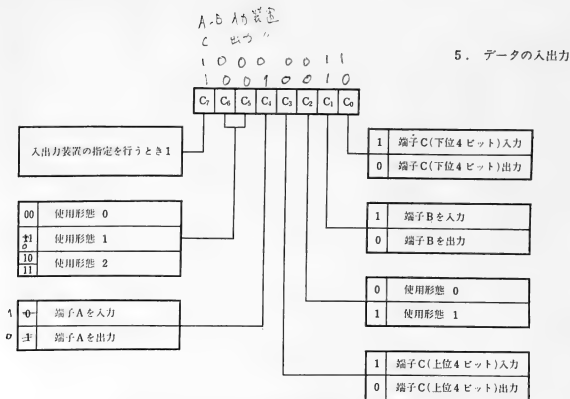 A-B 入力装置
C 出力 〃
5. データの入出力
1 0 0 0 0 0 1 1
1 0 0 1 0 0 1 0
C₇ C₆ C₅ C₄ C₃ C₂ C₁ C₀
入出力装置の指定を行うとき1
00 使用形態 0
11 使用形態 1
0
10 使用形態 2
11
1 0 端子Aを入力
0 1 端子Aを出力
1 端子C(下位4ビット)入力
0 端子C(下位4ビット)出力
1 端子Bを入力
0 端子Bを出力
0 使用形態 0
1 使用形態 1
1 端子C(上位4ビット)入力
0 端子C(上位4ビット)出力